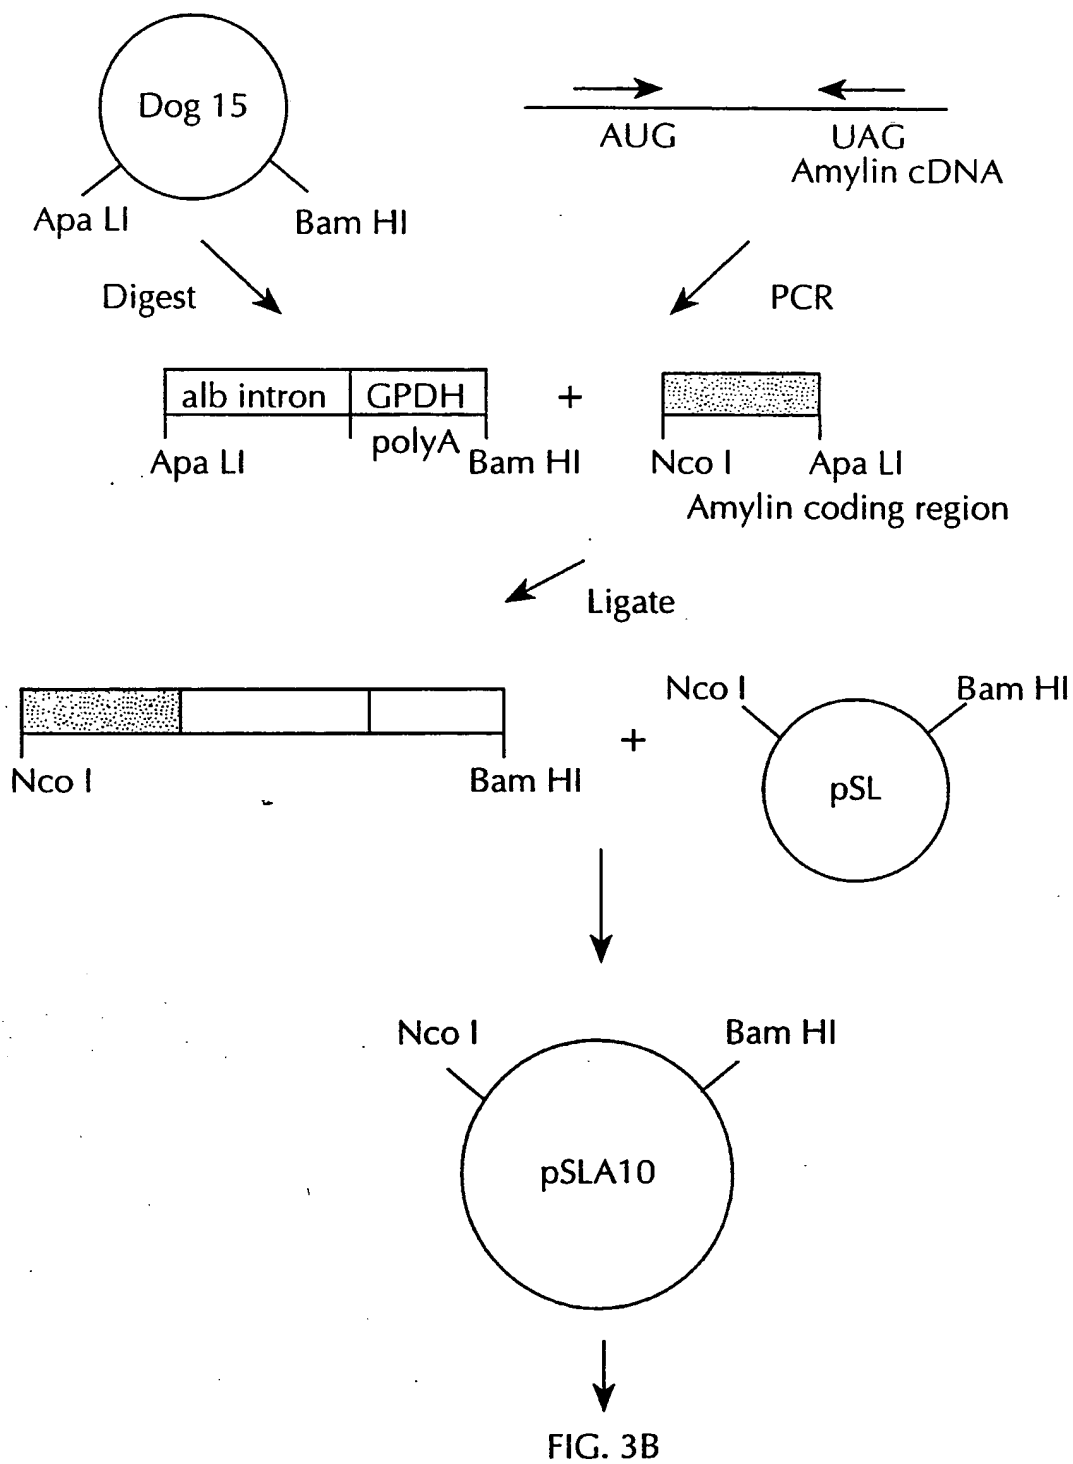 Dog 15
AUG
UAG
Amylin cDNA
Apa LI
Bam HI
Digest
PCR
alb intron
GPDH
+
polyA
Apa LI
Bam HI
Nco I
Apa LI
Amylin coding region
Ligate
Nco I
Bam HI
+
pSL
Nco I
Bam HI
Nco I
Bam HI
pSLA10
FIG. 3B